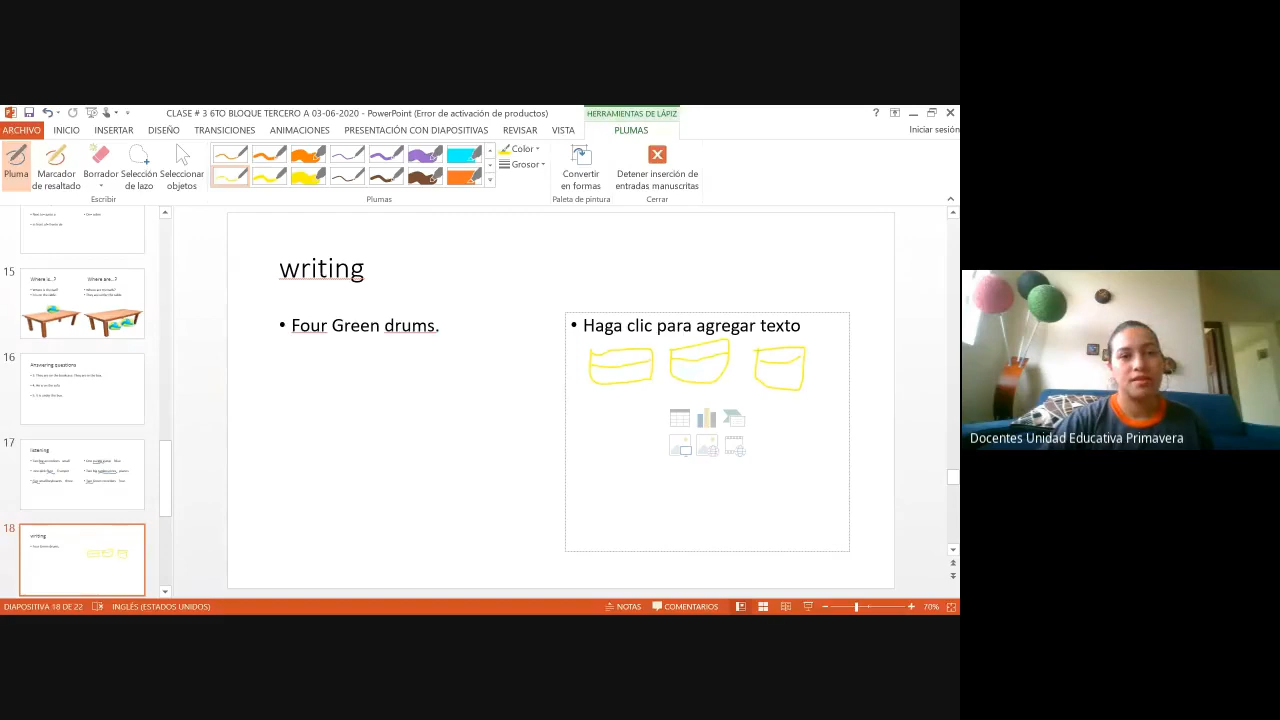 CLASE # 3 6TO BLOQUE TERCERO A 03-06-2020 - PowerPoint (Error de activación de productos)
HERRAMIENTAS DE LÁPIZ
ARCHIVO INICIO INSERTAR DISEÑO TRANSICIONES ANIMACIONES PRESENTACIÓN CON DIAPOSITIVAS REVISAR VISTA PLUMAS
Iniciar sesión
Pluma
Marcador de resaltado
Borrador
Selección de lazo
Seleccionar objetos
Color
Grosor
Convertir en formas
Detener inserción de entradas manuscritas
Escribir
Plumas
Paleta de pintura
Cerrar
15
Where is...? Where are...?
16
Answering questions
17
listening
18
writing
Four Green drums.
writing
• Four Green drums.
• Haga clic para agregar texto
Docentes Unidad Educativa Primavera
DIAPOSITIVA 18 DE 22 INGLÉS (ESTADOS UNIDOS) NOTAS COMENTARIOS 70%